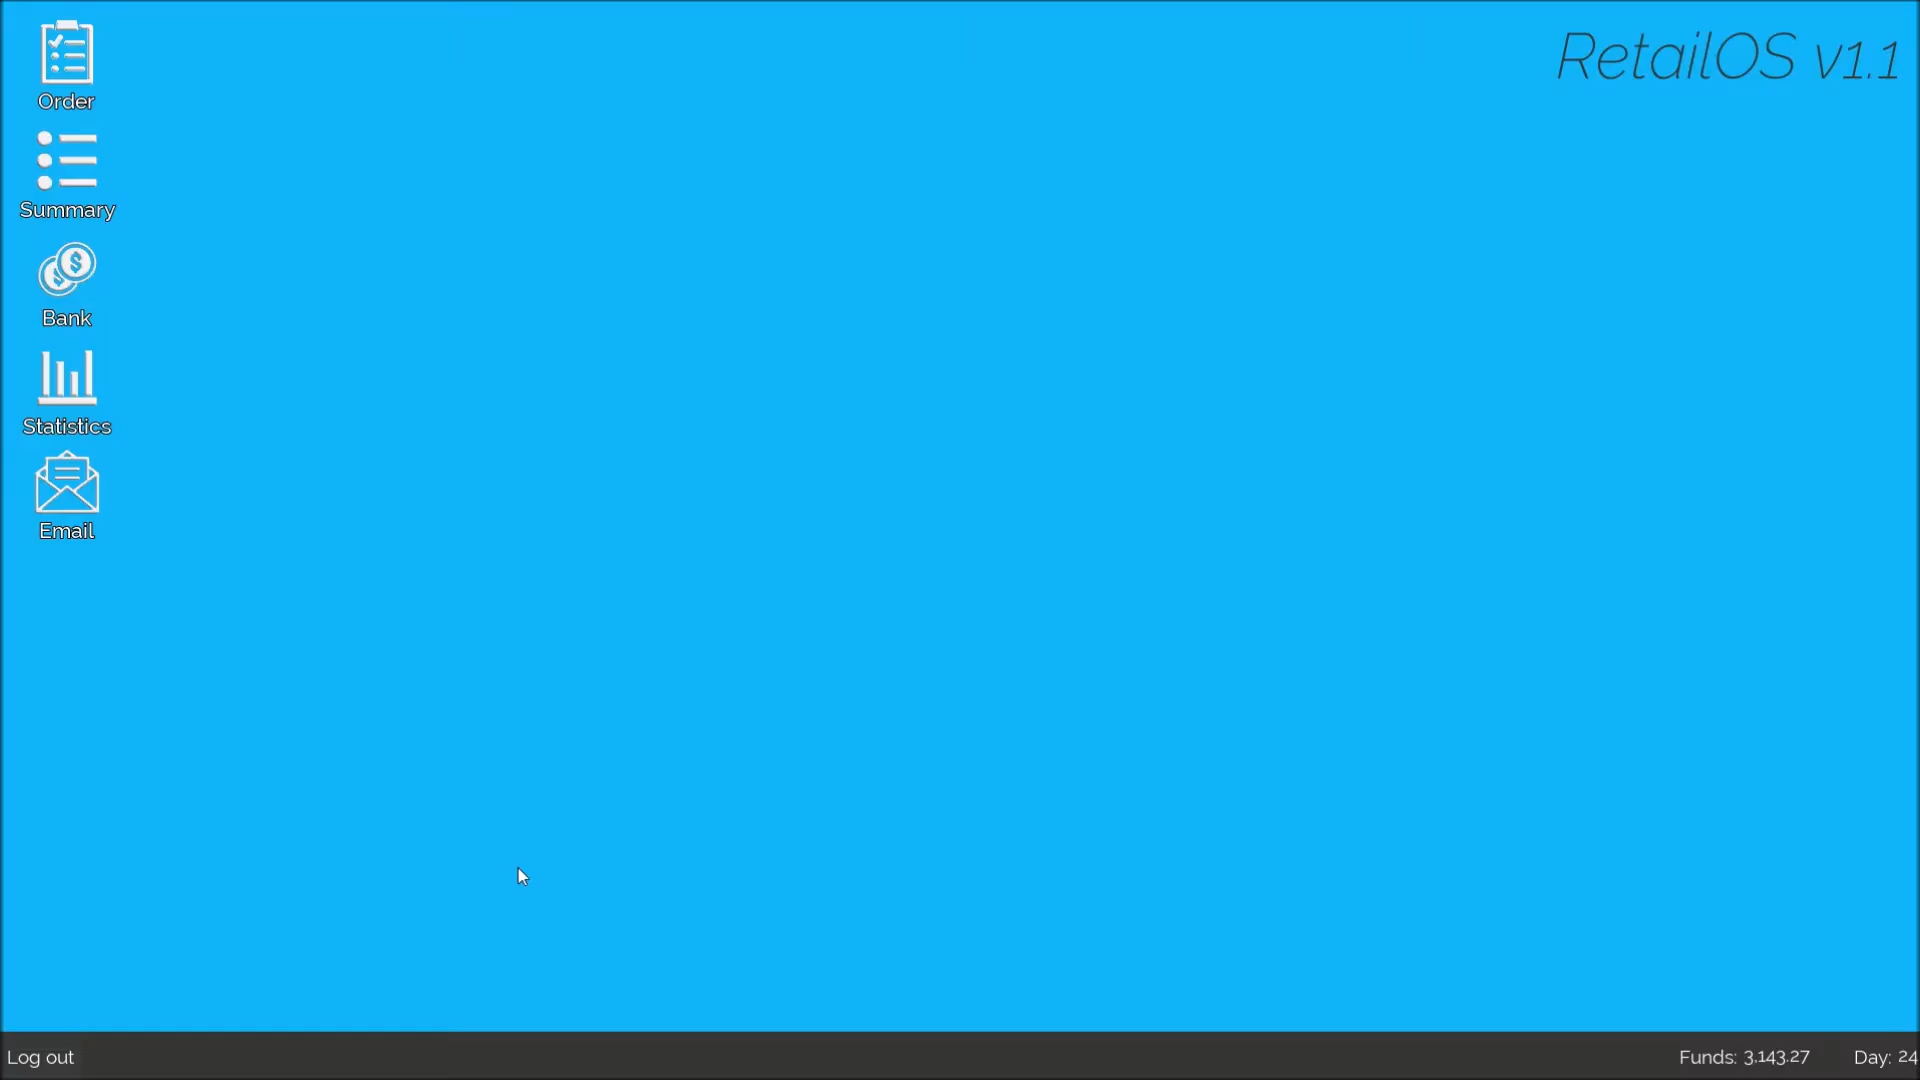 RetailOS v1.1
Order
Summary
Bank
Statistics
Email
Log out
Funds: 3,143.27
Day: 24